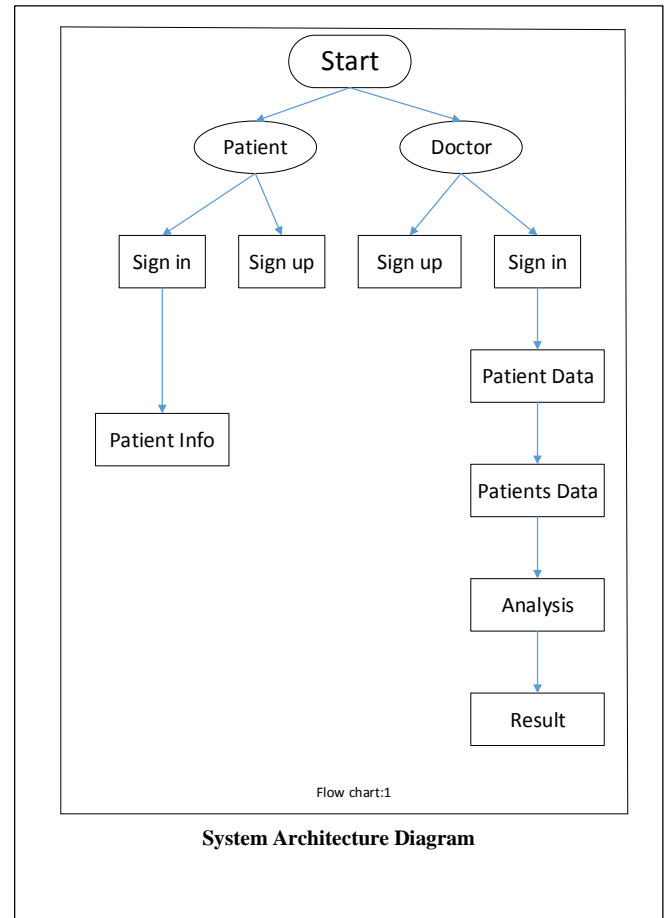 Start
Patient
Doctor
Sign in
Sign up
Sign up
Sign in
Patient Data
Patient Info
Patients Data
Analysis
Result
Flow chart:1
System Architecture Diagram